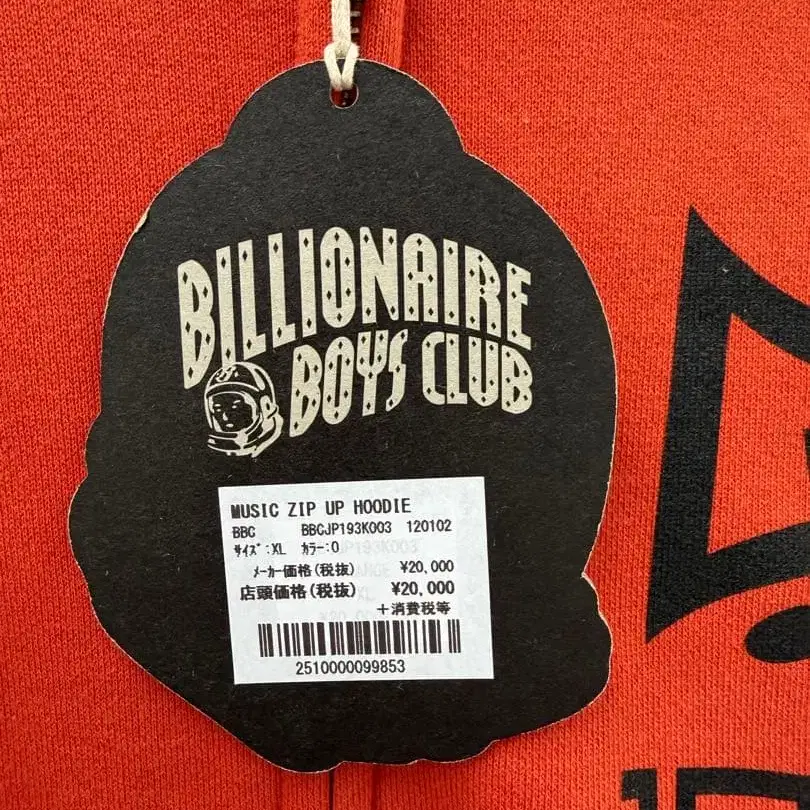 BILLIONAIRE
BOYS CLUB
MUSIC ZIP UP HOODIE
BBC BBCJP193K003 120102
ｻｲｽﾞ:XL ｶﾗｰ:O
ﾒｰｶｰ価格(税抜) ¥20,000
店頭価格(税抜) ¥20,000
＋消費税等
2510000099853